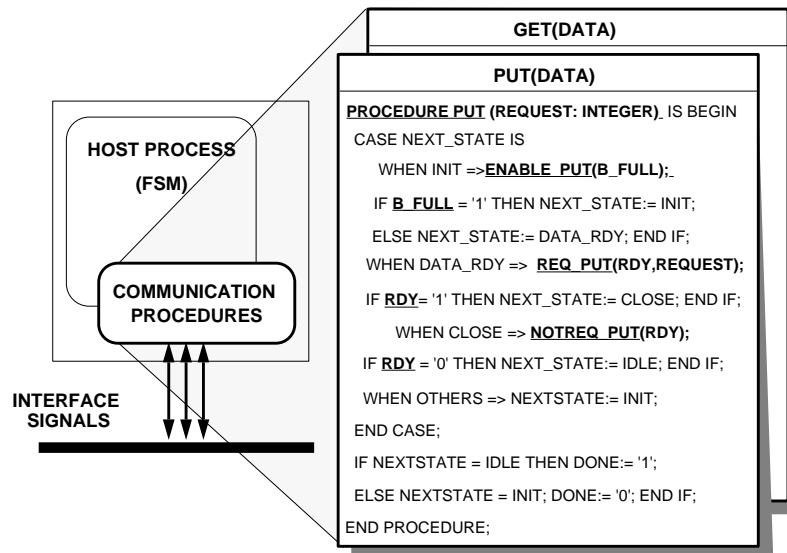 GET(DATA)
PUT(DATA)
PROCEDURE PUT (REQUEST: INTEGER) IS BEGIN
CASE NEXT_STATE IS
WHEN INIT =>ENABLE_PUT(B_FULL);
IF B_FULL = '1' THEN NEXT_STATE:= INIT;
ELSE NEXT_STATE:= DATA_RDY; END IF;
WHEN DATA_RDY => REQ_PUT(RDY,REQUEST);
IF RDY= '1' THEN NEXT_STATE:= CLOSE; END IF;
WHEN CLOSE => NOTREQ_PUT(RDY);
IF RDY = '0' THEN NEXT_STATE:= IDLE; END IF;
WHEN OTHERS => NEXTSTATE:= INIT;
END CASE;
IF NEXTSTATE = IDLE THEN DONE:= '1';
ELSE NEXTSTATE = INIT; DONE:= '0'; END IF;
END PROCEDURE;
HOST PROCESS
(FSM)
COMMUNICATION
PROCEDURES
INTERFACE
SIGNALS